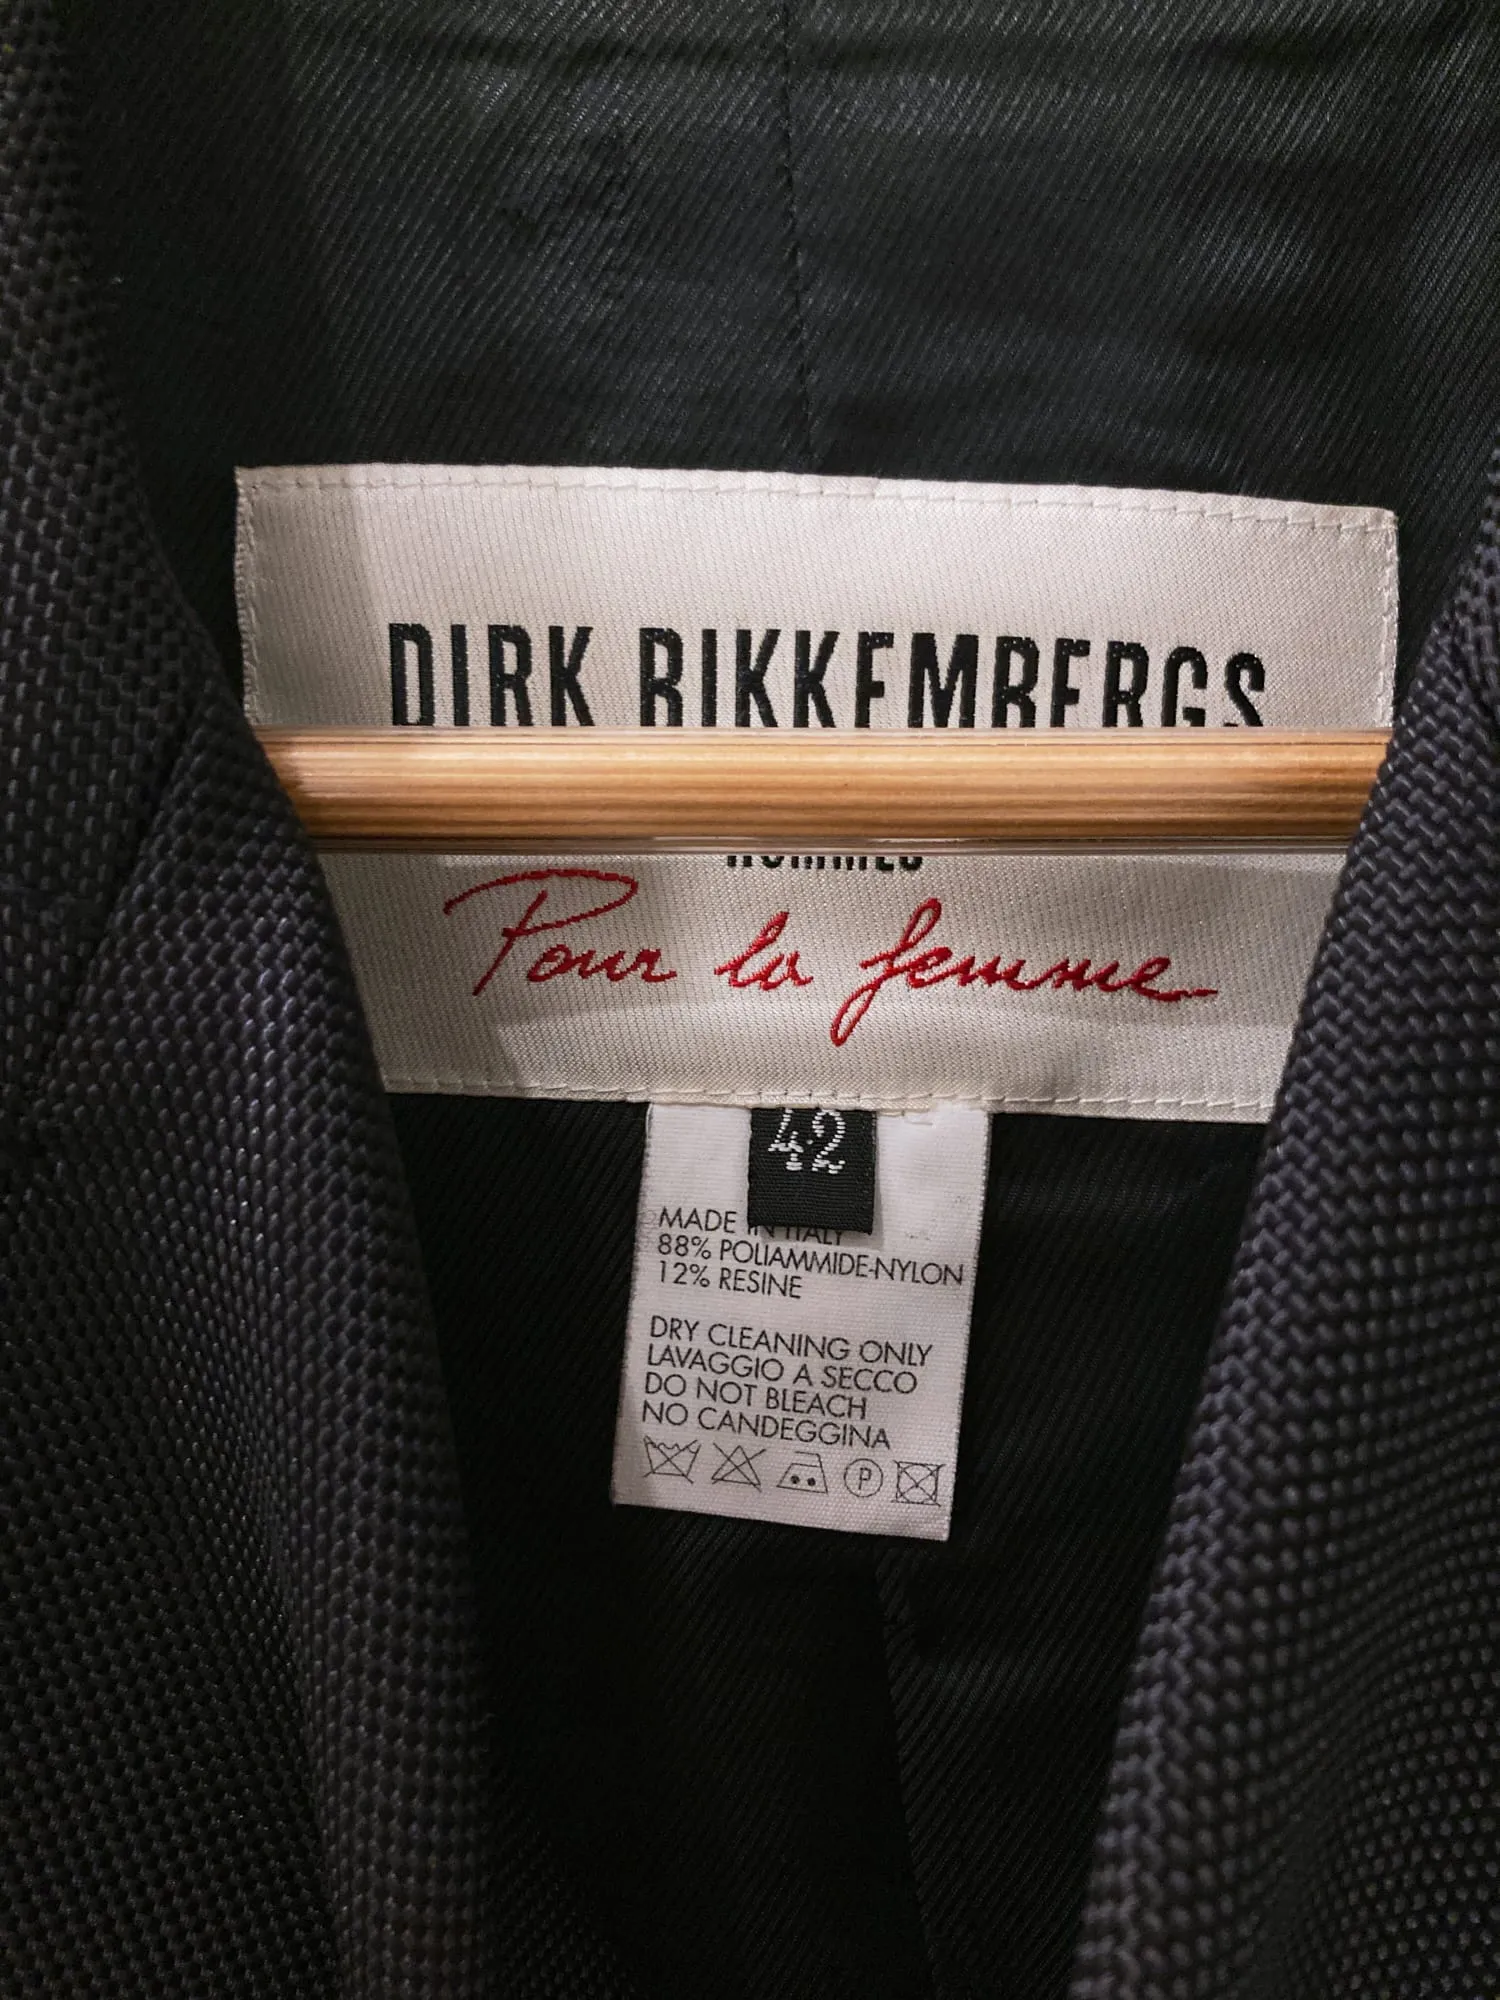 DIRK BIKKEMBERGS
HOMMES
Pour la femme
42
MADE IN ITALY
88% POLIAMMIDE-NYLON
12% RESINE
DRY CLEANING ONLY
LAVAGGIO A SECCO
DO NOT BLEACH
NO CANDEGGINA
P